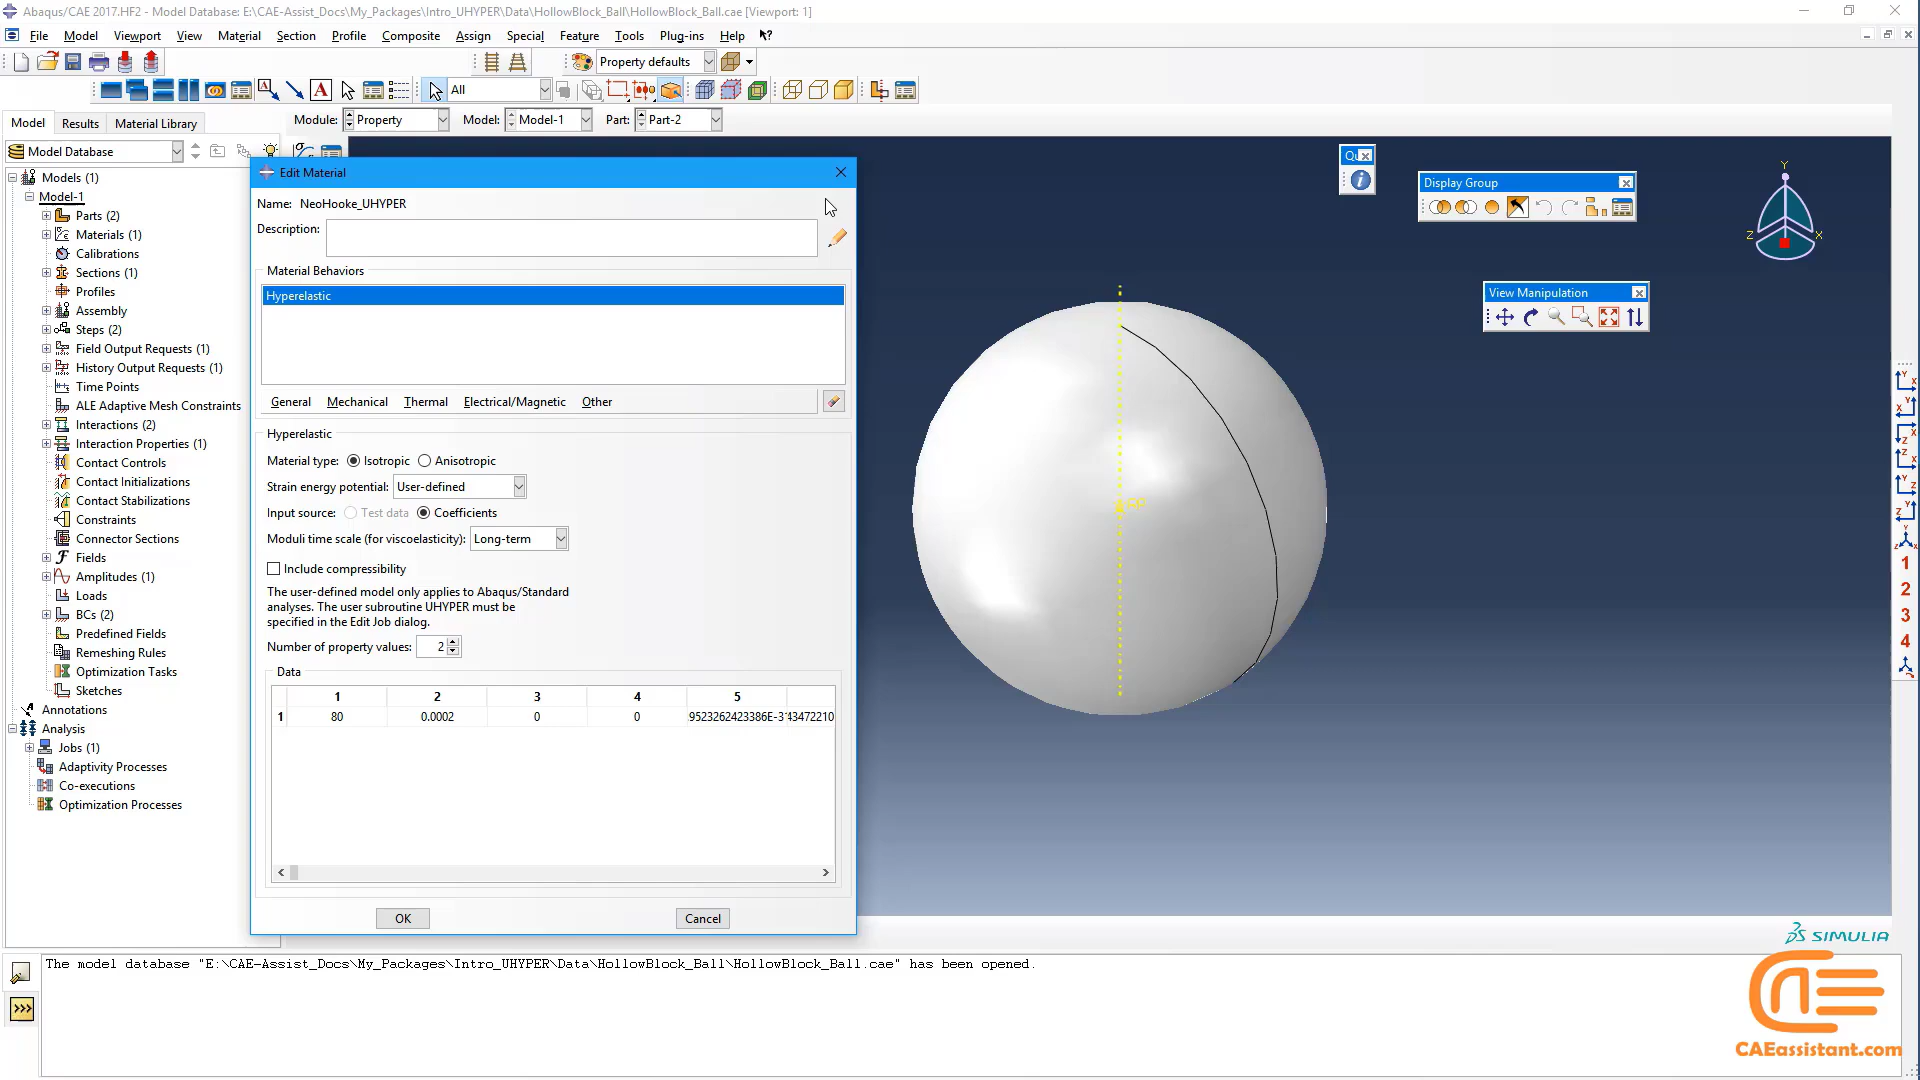 Abaqus/CAE 2017.HF2 - Model Database: E:\CAE-Assist_Docs\My_Packages\Intro_UHYPER\Data\HollowBlock_Ball\HollowBlock_Ball.cae [Viewport: 1]
File Model Viewport View Material Section Profile Composite Assign Special Feature Tools Plug-ins Help
Property defaults
A All
Model Results Material Library
Module: Property Model: Model-1 Part: Part-2
Model Database
Models (1)
Model-1
Parts (2)
Materials (1)
Calibrations
Sections (1)
Profiles
Assembly
Steps (2)
Field Output Requests (1)
History Output Requests (1)
Time Points
ALE Adaptive Mesh Constraints
Interactions (2)
Interaction Properties (1)
Contact Controls
Contact Initializations
Contact Stabilizations
Constraints
Connector Sections
Fields
Amplitudes (1)
Loads
BCs (2)
Predefined Fields
Remeshing Rules
Optimization Tasks
Sketches
Annotations
Analysis
Jobs (1)
Adaptivity Processes
Co-executions
Optimization Processes
Edit Material
Name: NeoHooke_UHYPER
Description:
Material Behaviors
Hyperelastic
General Mechanical Thermal Electrical/Magnetic Other
Hyperelastic
Material type: Isotropic Anisotropic
Strain energy potential: User-defined
Input source: Test data Coefficients
Moduli time scale (for viscoelasticity): Long-term
Include compressibility
The user-defined model only applies to Abaqus/Standard
analyses. The user subroutine UHYPER must be
specified in the Edit Job dialog.
Number of property values: 2
Data
1 2 3 4 5
1 80 0.0002 0 0 9523262423386E-3 43472210
OK Cancel
RP
Qu
Display Group
View Manipulation
Y
Z X
1
2
3
4
SIMULIA
The model database "E:\CAE-Assist_Docs\My_Packages\Intro_UHYPER\Data\HollowBlock_Ball\HollowBlock_Ball.cae" has been opened.
>>>
CAEassistant.com